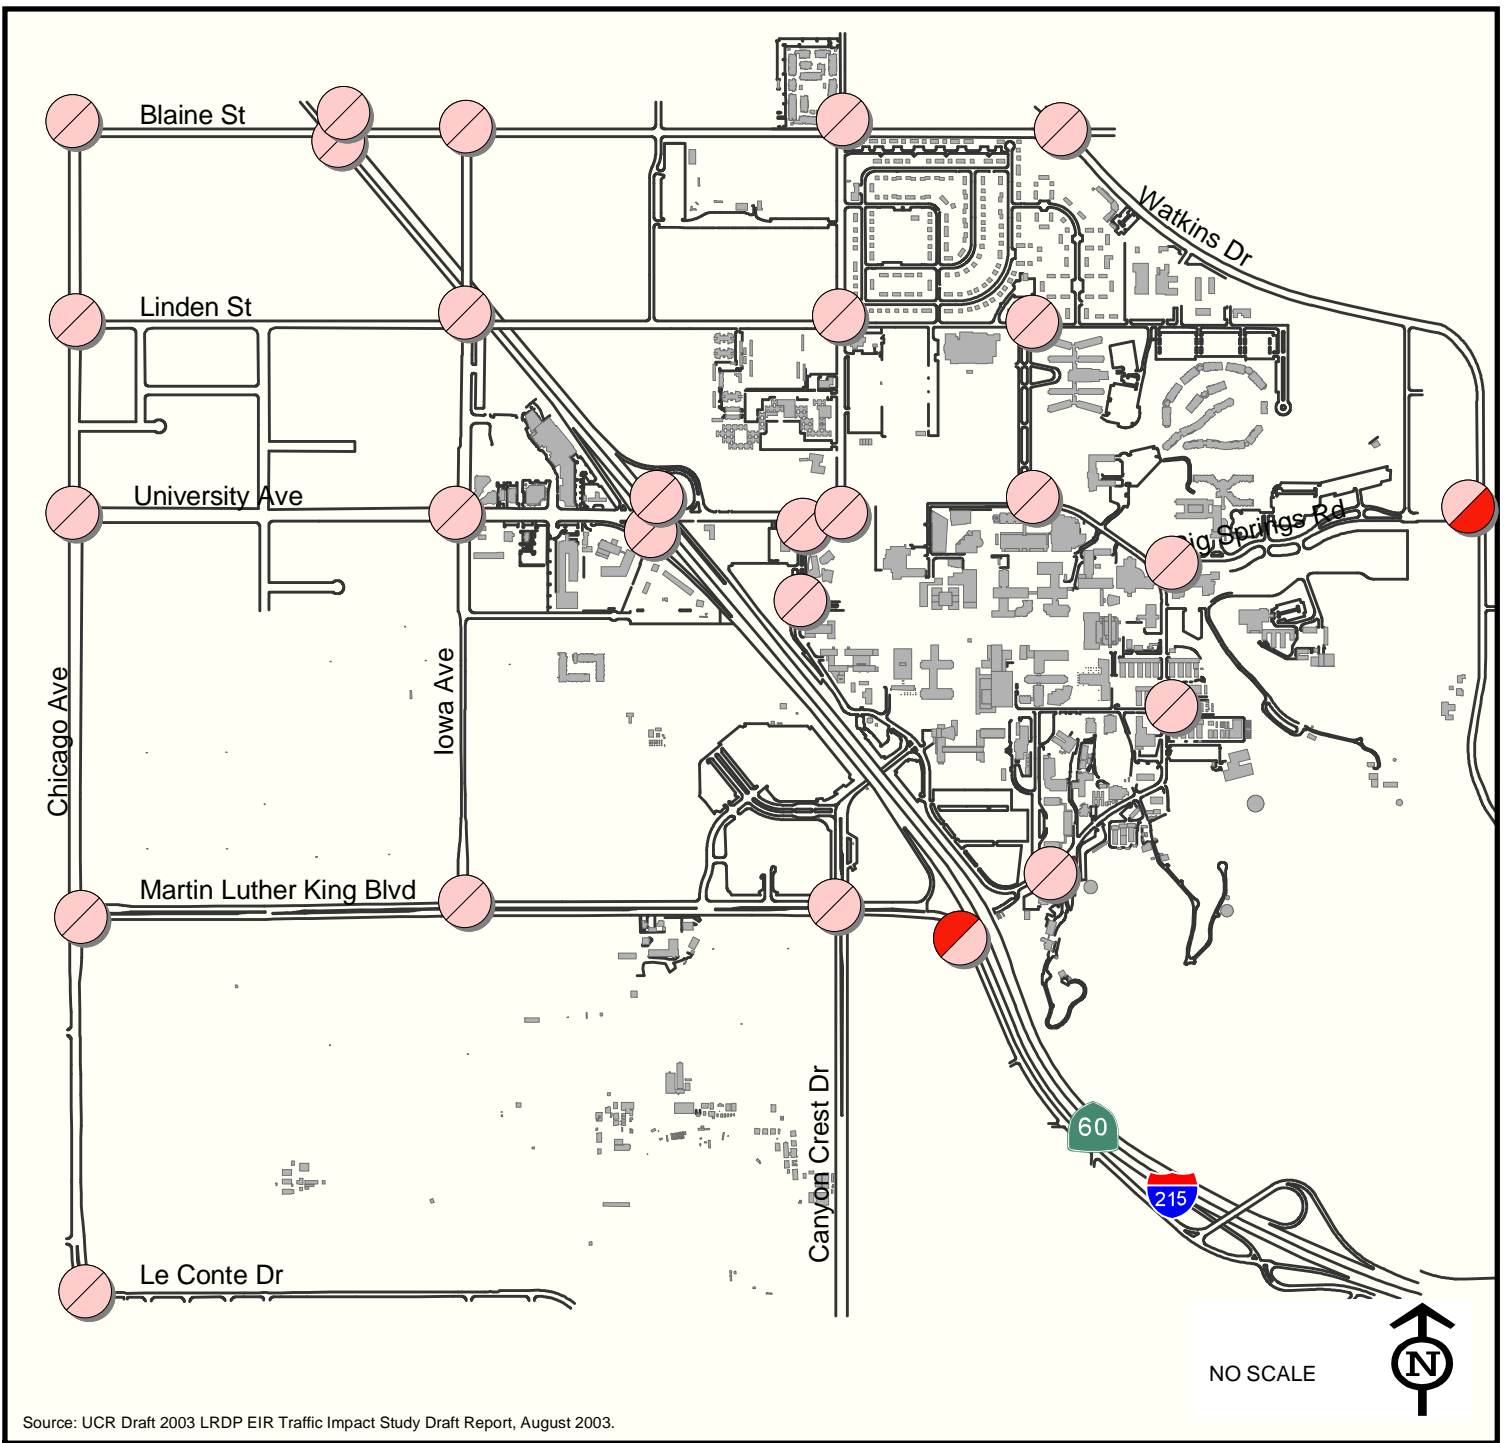 Blaine St
Watkins Dr
Linden St
University Ave
Big Springs Rd
Chicago Ave
Iowa Ave
Martin Luther King Blvd
Canyon Crest Dr
60
215
Le Conte Dr
N
NO SCALE
Source: UCR Draft 2003 LRDP EIR Traffic Impact Study Draft Report, August 2003.